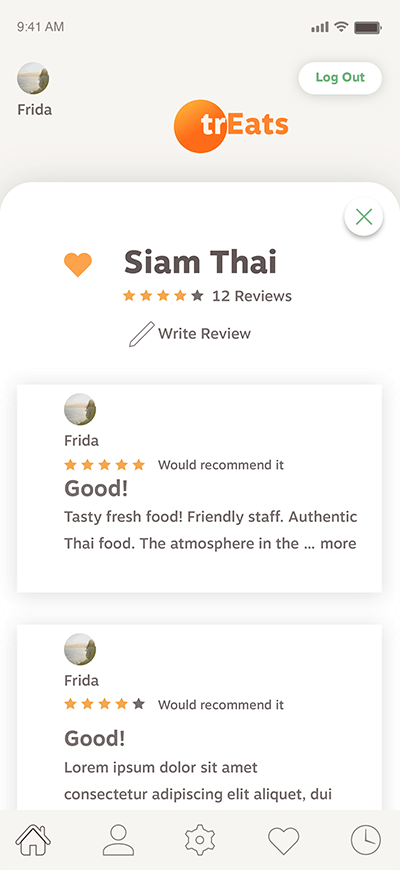 9:41 AM
Log Out
Frida
trEats
Siam Thai
12 Reviews
Write Review
Frida
Would recommend it
Good!
Tasty fresh food! Friendly staff. Authentic
Thai food. The atmosphere in the ... more
Frida
Would recommend it
Good!
Lorem ipsum dolor sit amet
consectetur adipiscing elit aliquet, dui